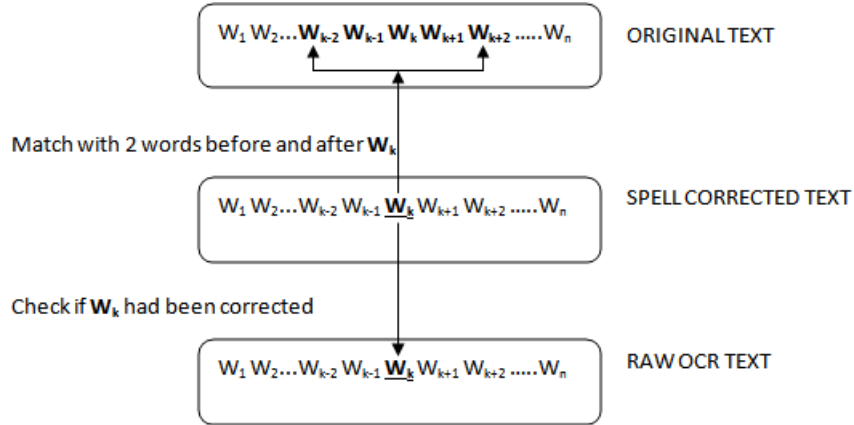 W₁ W₂...Wₖ₋₂ Wₖ₋₁ Wₖ Wₖ₊₁ Wₖ₊₂ .....Wₙ
ORIGINAL TEXT
Match with 2 words before and after Wₖ
W₁ W₂...Wₖ₋₂ Wₖ₋₁ Wₖ Wₖ₊₁ Wₖ₊₂ .....Wₙ
SPELL CORRECTED TEXT
Check if Wₖ had been corrected
W₁ W₂...Wₖ₋₂ Wₖ₋₁ Wₖ Wₖ₊₁ Wₖ₊₂ .....Wₙ
RAW OCR TEXT